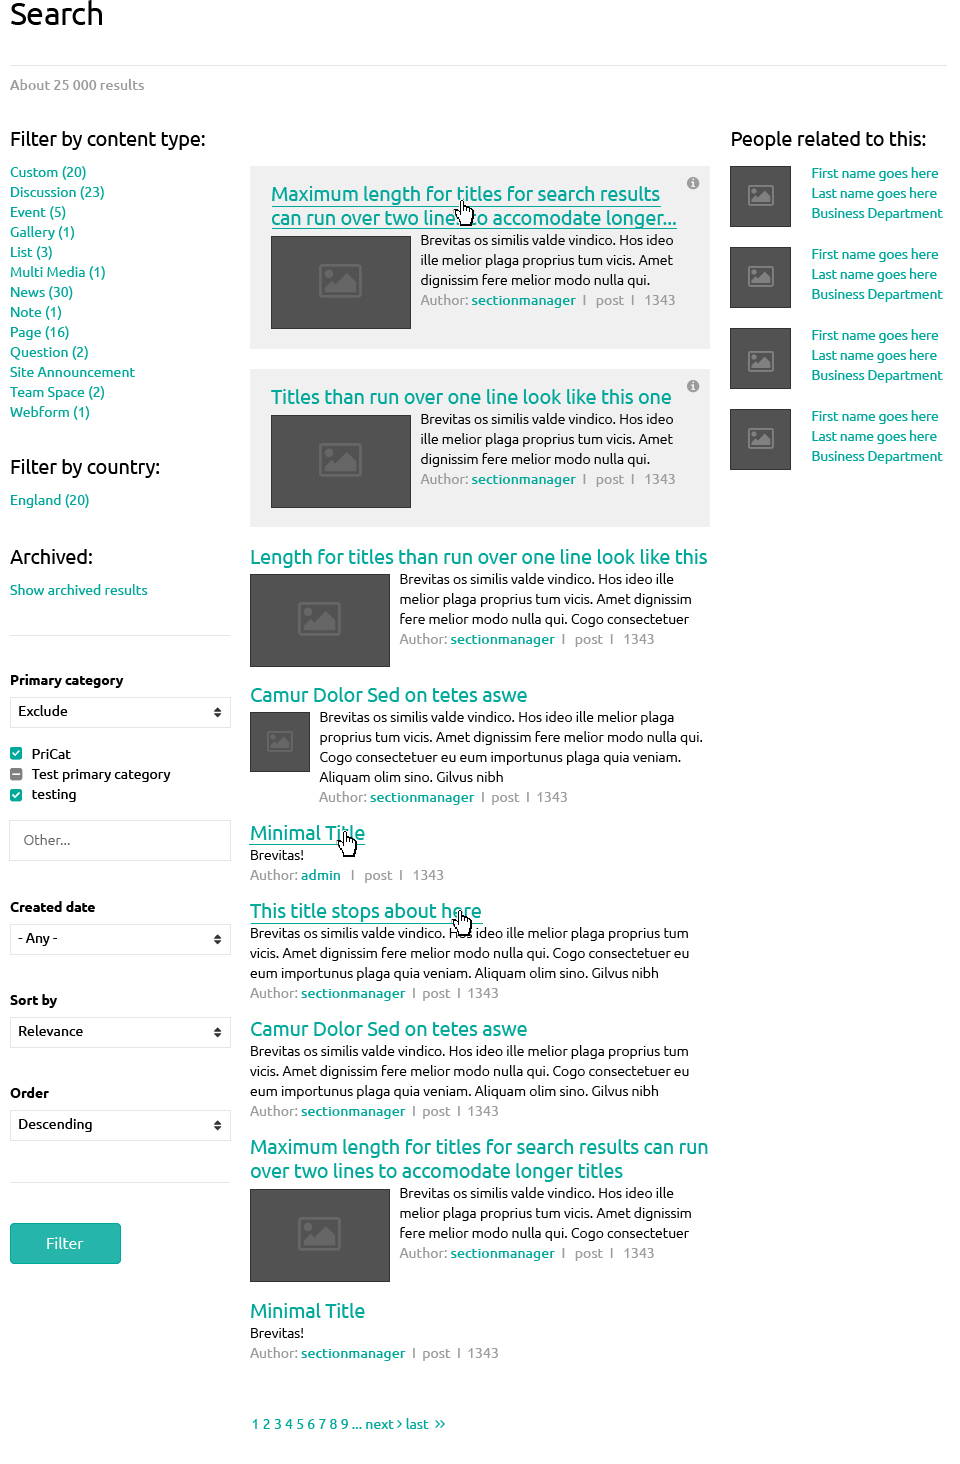 Search
About 25 000 results
Filter by content type:
Custom (20)
Discussion (23)
Event (5)
Gallery (1)
List (3)
Multi Media (1)
News (30)
Note (1)
Page (16)
Question (2)
Site Announcement
Team Space (2)
Webform (1)
Filter by country:
England (20)
Archived:
Show archived results
Primary category
Exclude
PriCat
Test primary category
testing
Other...
Created date
- Any -
Sort by
Relevance
Order
Descending
Filter
Maximum length for titles for search results
can run over two lines to accomodate longer...
Brevitas os similis valde vindico. Hos ideo
ille melior plaga proprius tum vicis. Amet
dignissim fere melior modo nulla qui.
Author: sectionmanager | post | 1343
Titles than run over one line look like this one
Brevitas os similis valde vindico. Hos ideo
ille melior plaga proprius tum vicis. Amet
dignissim fere melior modo nulla qui.
Author: sectionmanager | post | 1343
Length for titles than run over one line look like this
Brevitas os similis valde vindico. Hos ideo ille
melior plaga proprius tum vicis. Amet dignissim
fere melior modo nulla qui. Cogo consectetuer
Author: sectionmanager | post | 1343
Camur Dolor Sed on tetes aswe
Brevitas os similis valde vindico. Hos ideo ille melior plaga
proprius tum vicis. Amet dignissim fere melior modo nulla qui.
Cogo consectetuer eu eum importunus plaga quia veniam.
Aliquam olim sino. Gilvus nibh
Author: sectionmanager | post | 1343
Minimal Title
Brevitas!
Author: admin | post | 1343
This title stops about here
Brevitas os similis valde vindico. Hos ideo ille melior plaga proprius tum
vicis. Amet dignissim fere melior modo nulla qui. Cogo consectetuer eu
eum importunus plaga quia veniam. Aliquam olim sino. Gilvus nibh
Author: sectionmanager | post | 1343
Camur Dolor Sed on tetes aswe
Brevitas os similis valde vindico. Hos ideo ille melior plaga proprius tum
vicis. Amet dignissim fere melior modo nulla qui. Cogo consectetuer eu
eum importunus plaga quia veniam. Aliquam olim sino. Gilvus nibh
Author: sectionmanager | post | 1343
Maximum length for titles for search results can run
over two lines to accomodate longer titles
Brevitas os similis valde vindico. Hos ideo ille
melior plaga proprius tum vicis. Amet dignissim
fere melior modo nulla qui. Cogo consectetuer
Author: sectionmanager | post | 1343
Minimal Title
Brevitas!
Author: sectionmanager | post | 1343
1 2 3 4 5 6 7 8 9 ... next › last »
People related to this:
First name goes here
Last name goes here
Business Department
First name goes here
Last name goes here
Business Department
First name goes here
Last name goes here
Business Department
First name goes here
Last name goes here
Business Department